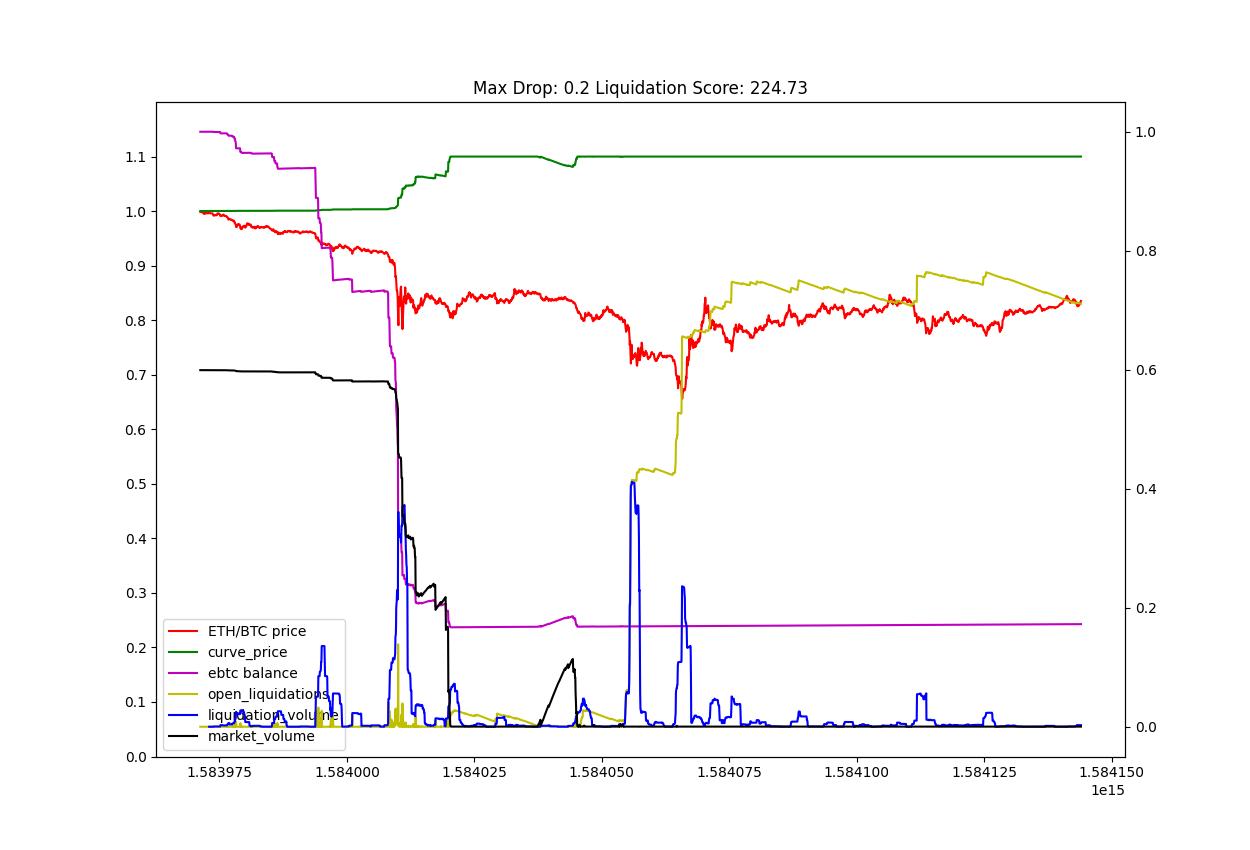 Max Drop: 0.2 Liquidation Score: 224.73
1.1
1.0
0.9
0.8
0.7
0.6
0.5
0.4
0.3
0.2
0.1
0.0
1.0
0.8
0.6
0.4
0.2
0.0
ETH/BTC price
curve_price
ebtc balance
open_liquidations
liquidation_volume
market_volume
1.583975 1.584000 1.584025 1.584050 1.584075 1.584100 1.584125 1.584150
1e15